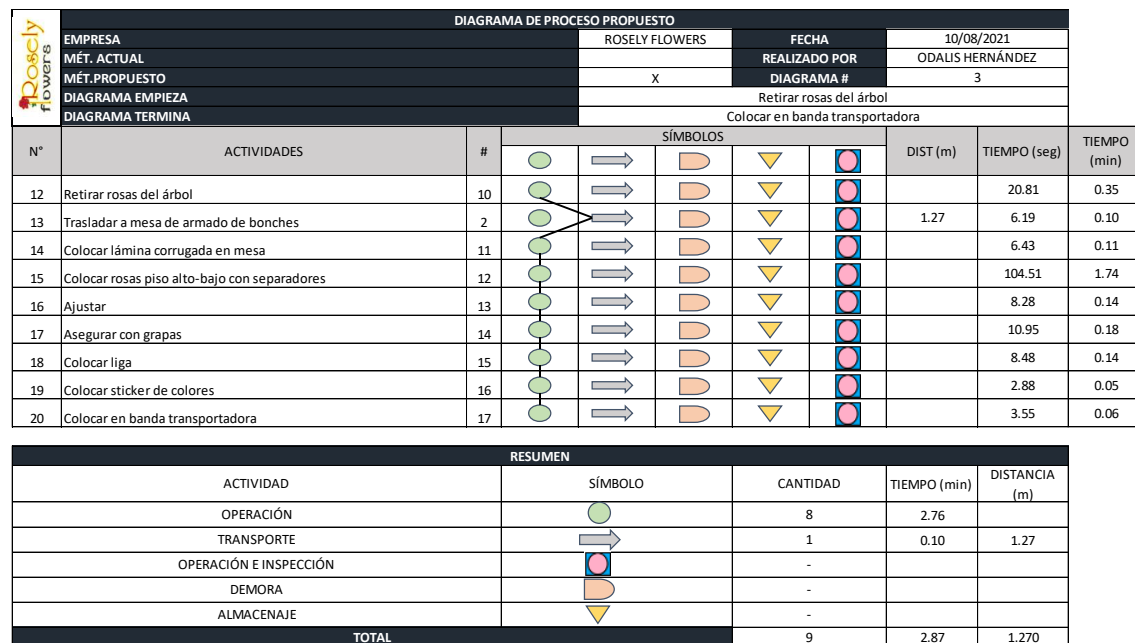 Rosely
flowers
DIAGRAMA DE PROCESO PROPUESTO
EMPRESA ROSELY FLOWERS FECHA 10/08/2021
MÉT. ACTUAL REALIZADO POR ODALIS HERNÁNDEZ
MÉT.PROPUESTO X DIAGRAMA # 3
DIAGRAMA EMPIEZA Retirar rosas del árbol
DIAGRAMA TERMINA Colocar en banda transportadora
N° ACTIVIDADES # SÍMBOLOS DIST (m) TIEMPO (seg) TIEMPO (min)
12 Retirar rosas del árbol 10 20.81 0.35
13 Trasladar a mesa de armado de bonches 2 1.27 6.19 0.10
14 Colocar lámina corrugada en mesa 11 6.43 0.11
15 Colocar rosas piso alto-bajo con separadores 12 104.51 1.74
16 Ajustar 13 8.28 0.14
17 Asegurar con grapas 14 10.95 0.18
18 Colocar liga 15 8.48 0.14
19 Colocar sticker de colores 16 2.88 0.05
20 Colocar en banda transportadora 17 3.55 0.06
RESUMEN
ACTIVIDAD SÍMBOLO CANTIDAD TIEMPO (min) DISTANCIA (m)
OPERACIÓN 8 2.76
TRANSPORTE 1 0.10 1.27
OPERACIÓN E INSPECCIÓN -
DEMORA -
ALMACENAJE -
TOTAL 9 2.87 1.270